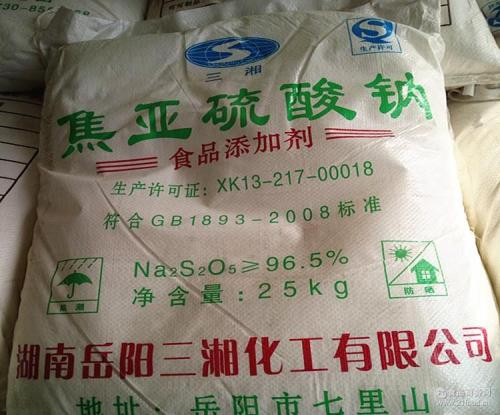 三湘
生产许可
焦亚硫酸钠
食品添加剂
生产许可证：XK13-217-00018
符合GB1893-2008标准
Na₂S₂O₅≥96.5%
净含量：25kg
防晒
湖南岳阳三湘化工有限公司
地址：岳阳市七里山